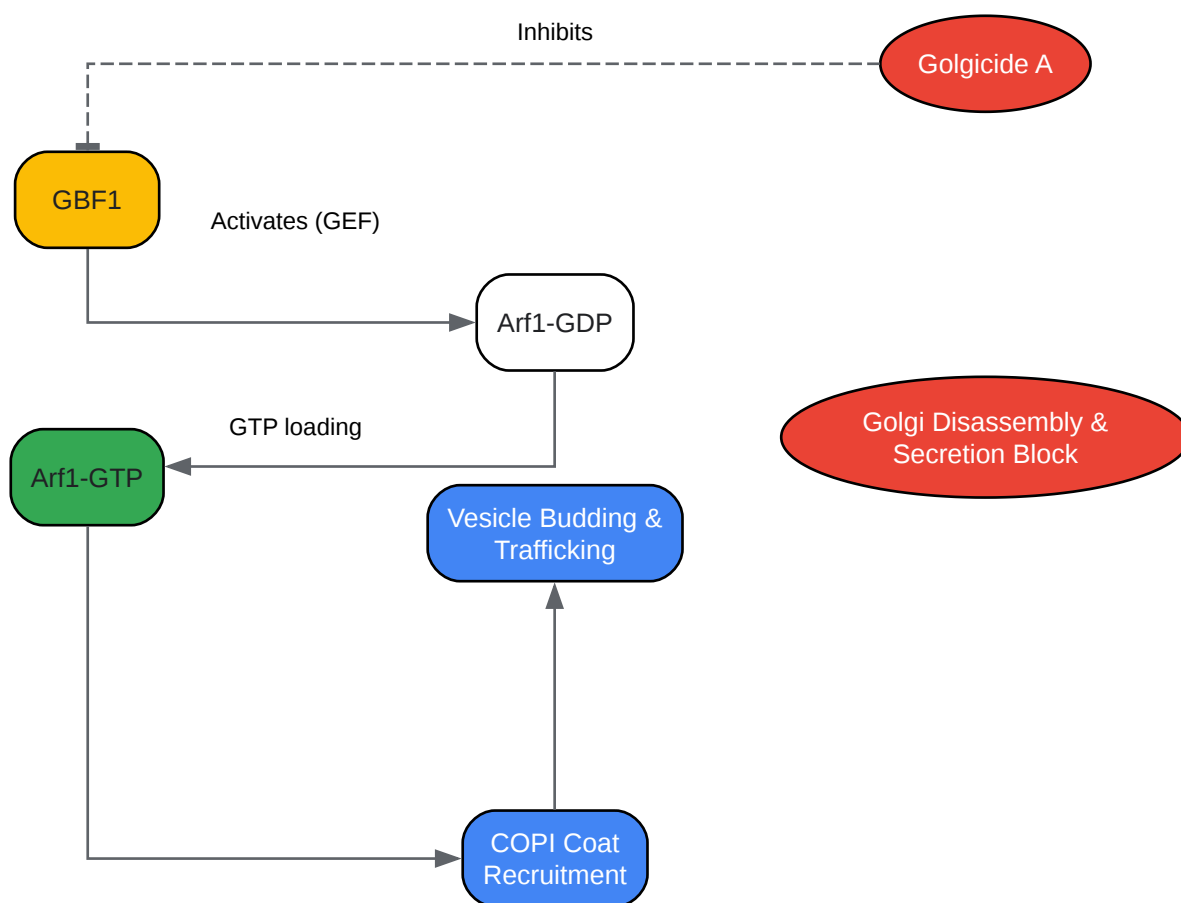 Inhibits
Golgicide A
GBF1
Activates (GEF)
Arf1-GDP
GTP loading
Golgi Disassembly &
Secretion Block
Arf1-GTP
Vesicle Budding &
Trafficking
COPI Coat
Recruitment